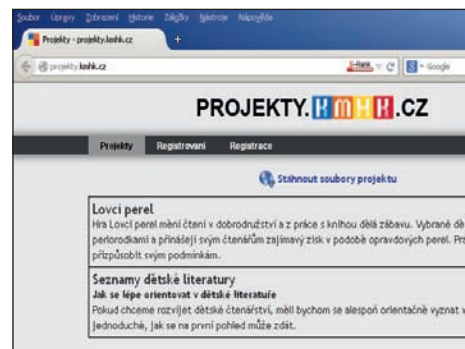 Soubor Úpravy Zobrazení Historie Záložky Nástroje Nápověda
Projekty - projekty.kmhk.cz +
projekty.kmhk.cz S-Rank Google
PROJEKTY.KMHK.CZ
Projekty Registrovaní Registrace
Stáhnout soubory projektu
Lovci perel
Hra Lovci perel mění čtení v dobrodružství a z práce s knihou dělá zábavu. Vybrané dě
perlorodkami a přinášejí svým čtenářům zajímavý zisk v podobě opravdových perel. Pra
přizpůsobit svým podmínkám.
Seznamy dětské literatury
Jak se lépe orientovat v dětské literatuře
Pokud chceme rozvíjet dětské čtenářství, měli bychom se alespoň orientačně vyznat v
jednoduché, jak se na první pohled může zdát.